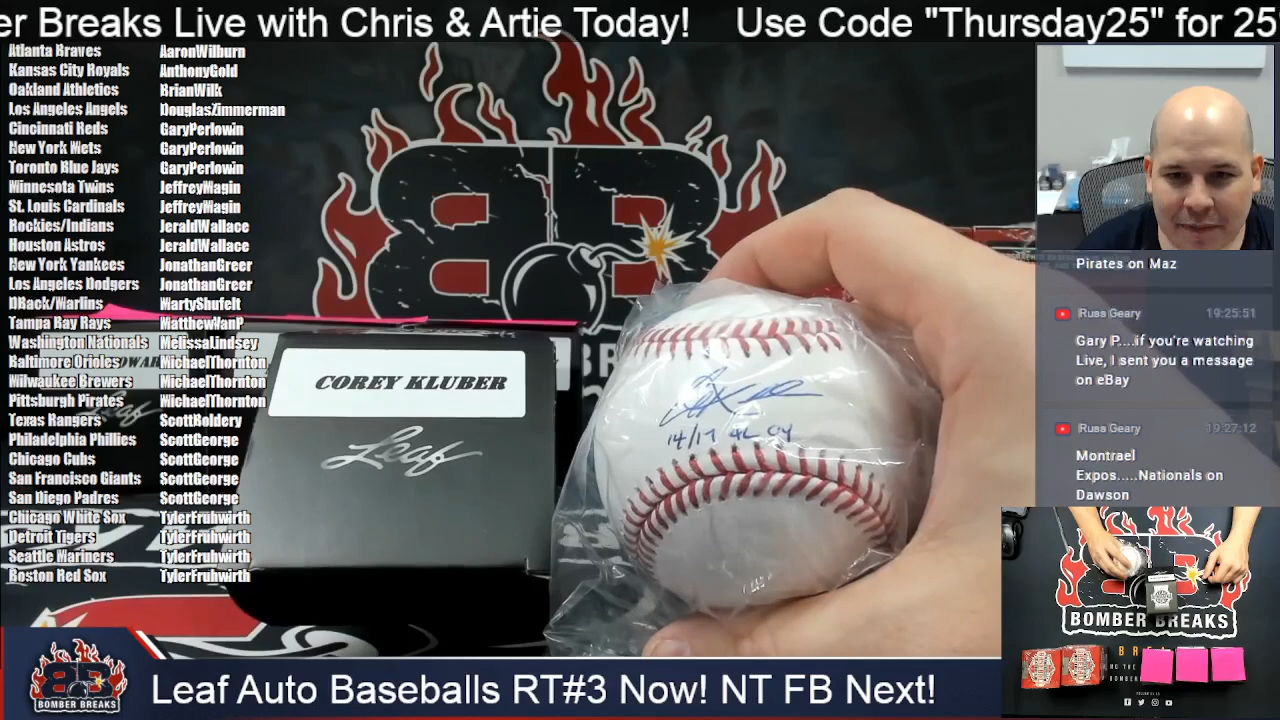 er Breaks Live with Chris & Artie Today! Use Code "Thursday25" for 25
Atlanta Braves AaronWilburn
Kansas City Royals AnthonyGold
Oakland Athletics BrianWilk
Los Angeles Angels DouglasZimmerman
Cincinnati Reds GaryPerlowin
New York Mets GaryPerlowin
Toronto Blue Jays GaryPerlowin
Minnesota Twins JeffreyWagin
St. Louis Cardinals JeffreyWagin
Rockies/Indians JeraldWallace
Houston Astros JeraldWallace
New York Yankees JonathanGreer
Los Angeles Dodgers JonathanGreer
DBack/Marlins MartyShufelt
Tampa Bay Rays MatthewVanP
Washington Nationals MelissaLindsey
Baltimore Orioles MichaelThornton
Milwaukee Brewers MichaelThornton
Pittsburgh Pirates MichaelThornton
Texas Rangers ScottBoldery
Philadelphia Phillies ScottGeorge
Chicago Cubs ScottGeorge
San Francisco Giants ScottGeorge
San Diego Padres ScottGeorge
Chicago White Sox TylerFruhwirth
Detroit Tigers TylerFruhwirth
Seattle Mariners TylerFruhwirth
Boston Red Sox TylerFruhwirth
COREY KLUBER
Leaf
14/17 AL CY
Pirates on Maz
Russ Geary 19:25:51
Gary P....if you're watching
Live, I sent you a message
on eBay
Russ Geary 19:27:12
Montrael
Expos.....Nationals on
Dawson
BOMBER BREAKS
BOMBER BREAKS
Leaf Auto Baseballs RT#3 Now! NT FB Next!